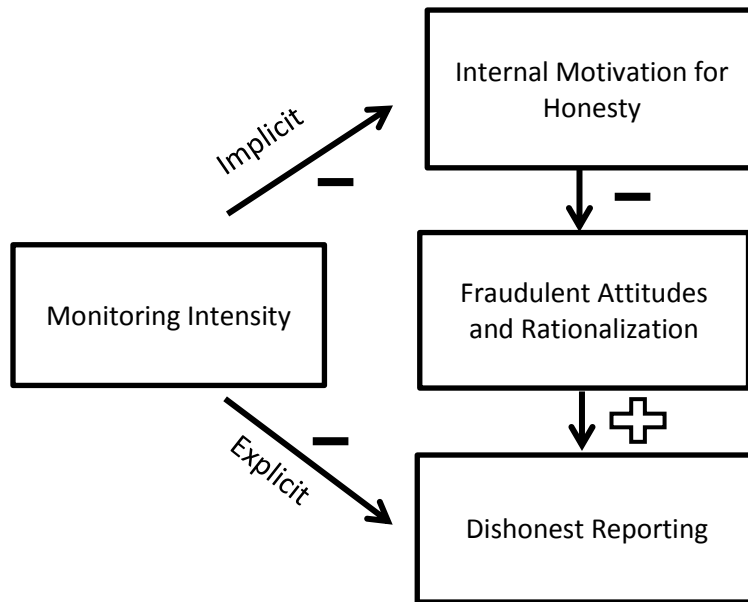 Internal Motivation for
Honesty
Implicit
–
–
Monitoring Intensity
Fraudulent Attitudes
and Rationalization
–
Explicit
+
Dishonest Reporting